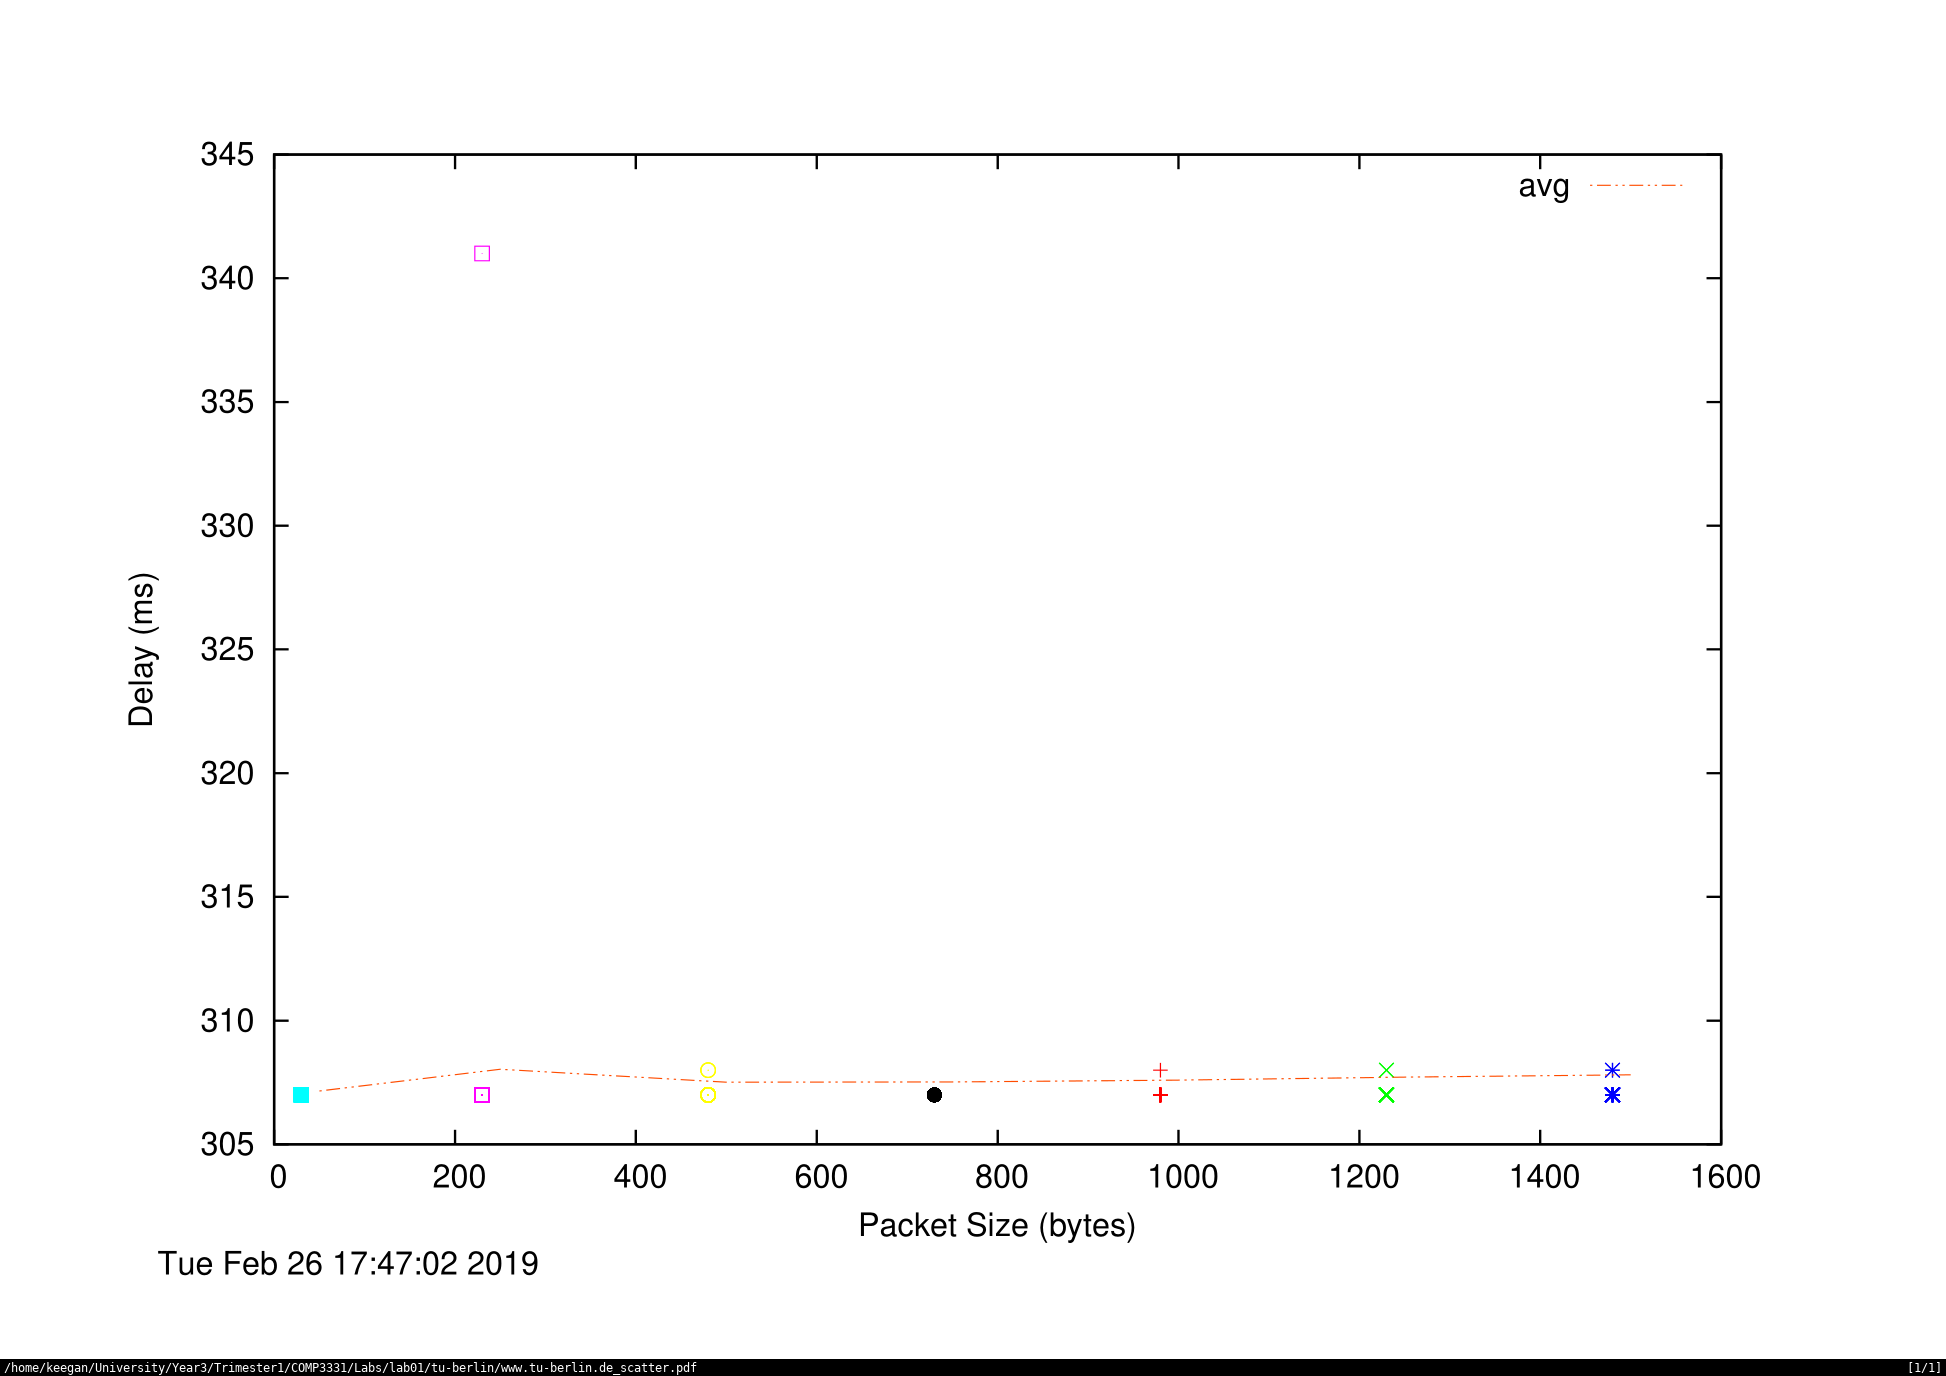 345
avg
340
335
330
325
320
315
310
305
Delay (ms)
0 200 400 600 800 1000 1200 1400 1600
Packet Size (bytes)
Tue Feb 26 17:47:02 2019
/home/keegan/University/Year3/Trimester1/COMP3331/Labs/lab01/tu-berlin/www.tu-berlin.de_scatter.pdf [1/1]